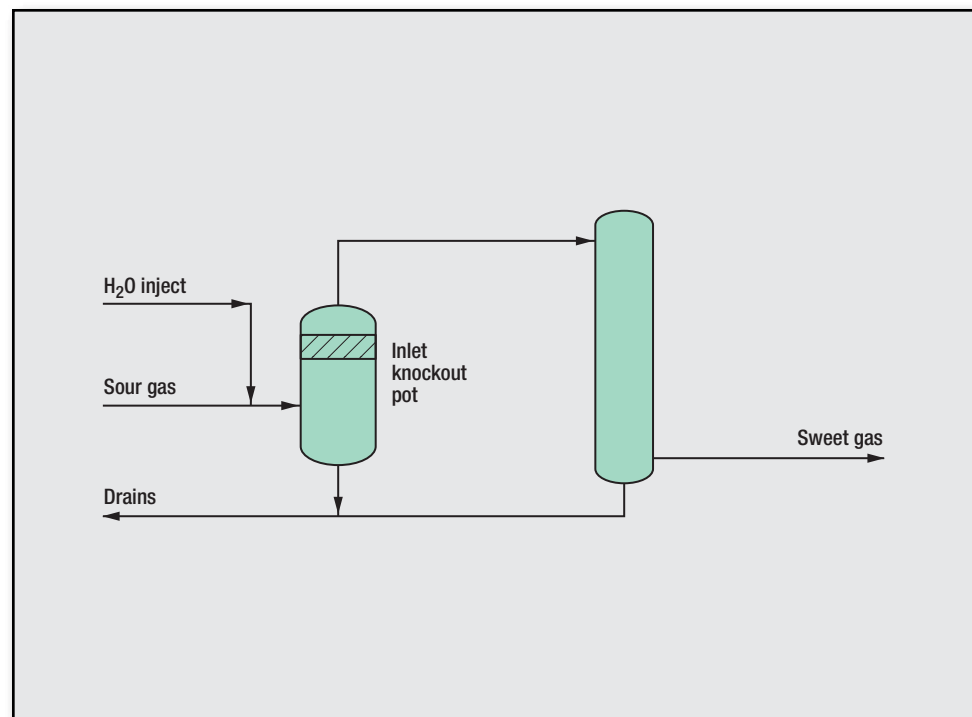 H₂O inject
Sour gas
Drains
Inlet
knockout
pot
Sweet gas